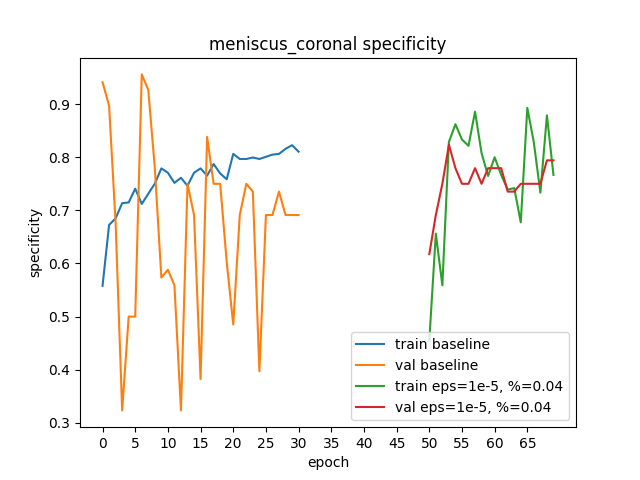 meniscus_coronal specificity
specificity
0.9
0.8
0.7
0.6
0.5
0.4
0.3
train baseline
val baseline
train eps=1e-5, %=0.04
val eps=1e-5, %=0.04
0 5 10 15 20 25 30 35 40 45 50 55 60 65
epoch